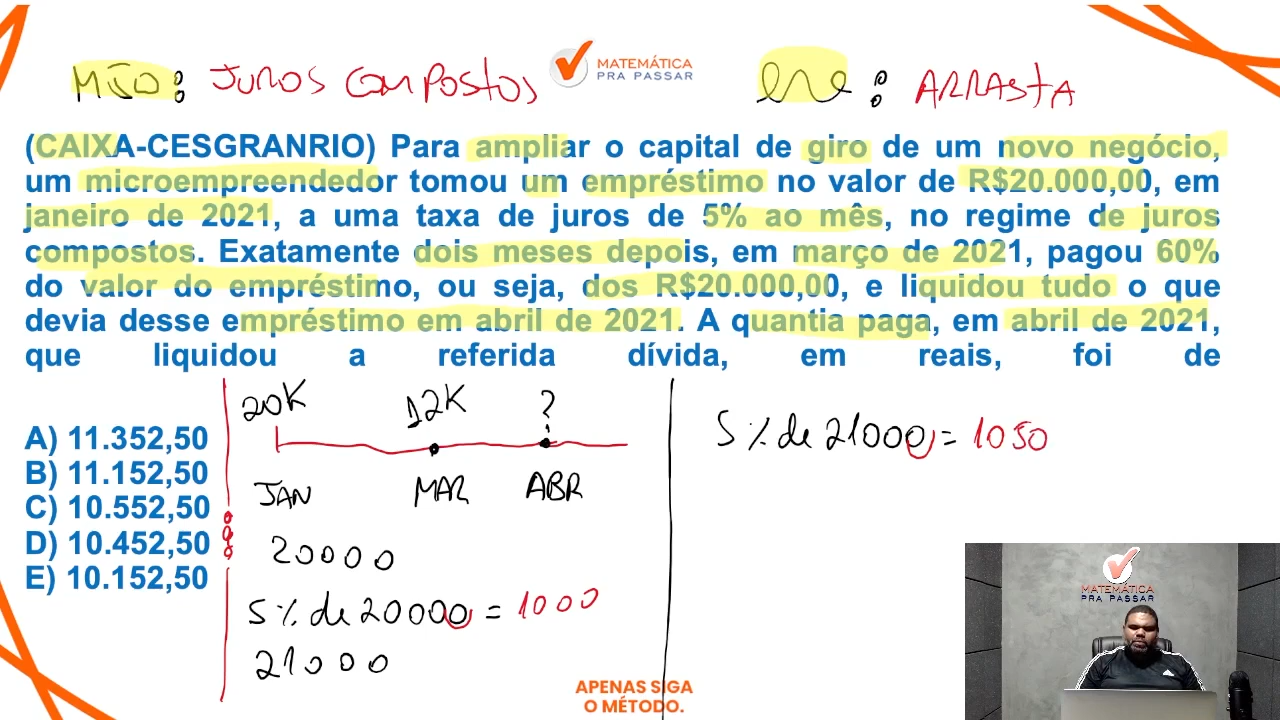 MJO: JUROS COMPOSTOS
MATEMÁTICA
PRA PASSAR
: ARRASTA
(CAIXA-CESGRANRIO) Para ampliar o capital de giro de um novo negócio,
um microempreendedor tomou um empréstimo no valor de R$20.000,00, em
janeiro de 2021, a uma taxa de juros de 5% ao mês, no regime de juros
compostos. Exatamente dois meses depois, em março de 2021, pagou 60%
do valor do empréstimo, ou seja, dos R$20.000,00, e liquidou tudo o que
devia desse empréstimo em abril de 2021. A quantia paga, em abril de 2021,
que liquidou a referida dívida, em reais, foi de
A) 11.352,50
B) 11.152,50
C) 10.552,50
D) 10.452,50
E) 10.152,50
20K 12K ?
JAN MAR ABR
20000
5% de 20000 = 1000
21000
5% de 21000 = 1050
MATEMÁTICA
PRA PASSAR
APENAS SIGA
O MÉTODO.